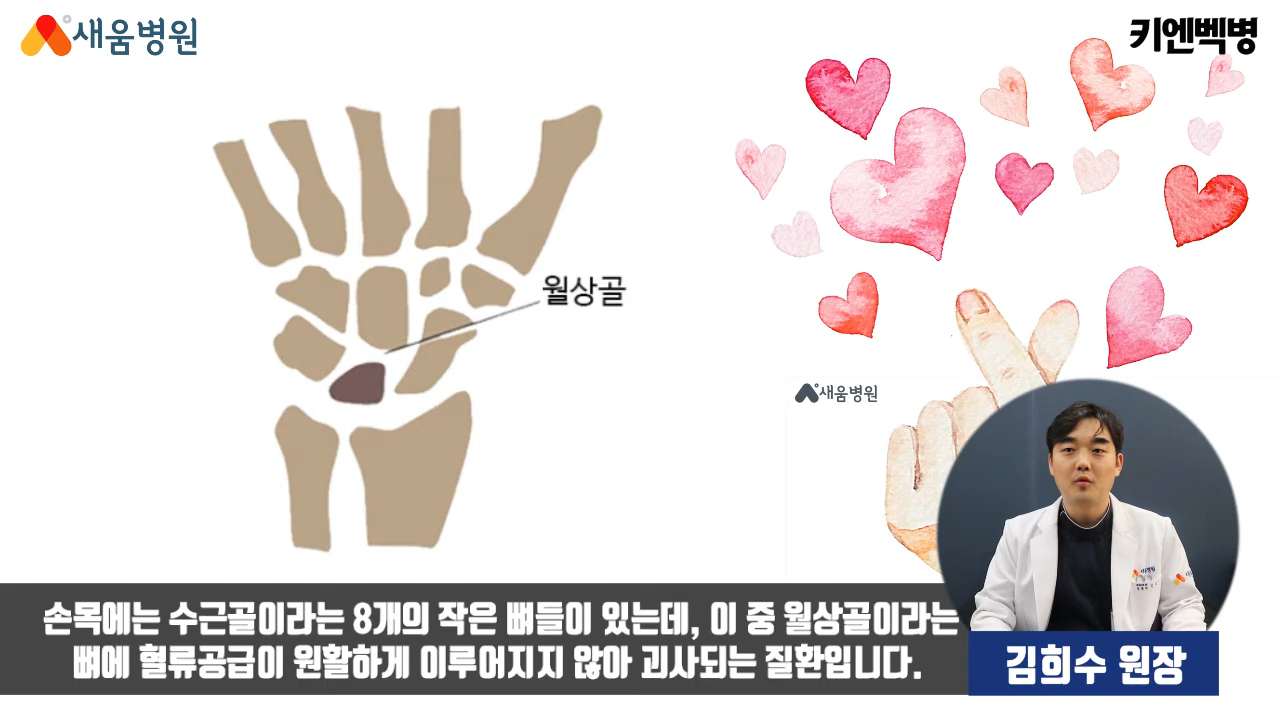 새움병원
키엔벡병
월상골
새움병원
손목에는 수근골이라는 8개의 작은 뼈들이 있는데, 이 중 월상골이라는
뼈에 혈류공급이 원활하게 이루어지지 않아 괴사되는 질환입니다.
김희수 원장